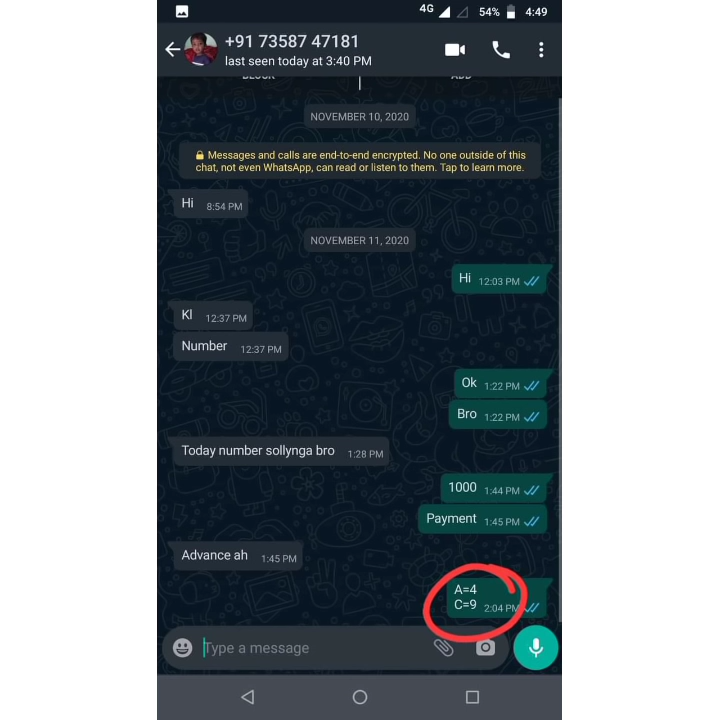 4G 54% 4:49
+91 73587 47181
last seen today at 3:40 PM
BLOCK ADD
NOVEMBER 10, 2020
Messages and calls are end-to-end encrypted. No one outside of this
chat, not even WhatsApp, can read or listen to them. Tap to learn more.
Hi 8:54 PM
NOVEMBER 11, 2020
Hi 12:03 PM
Kl 12:37 PM
Number 12:37 PM
Ok 1:22 PM
Bro 1:22 PM
Today number sollynga bro 1:28 PM
1000 1:44 PM
Payment 1:45 PM
Advance ah 1:45 PM
A=4
C=9 2:04 PM
Type a message